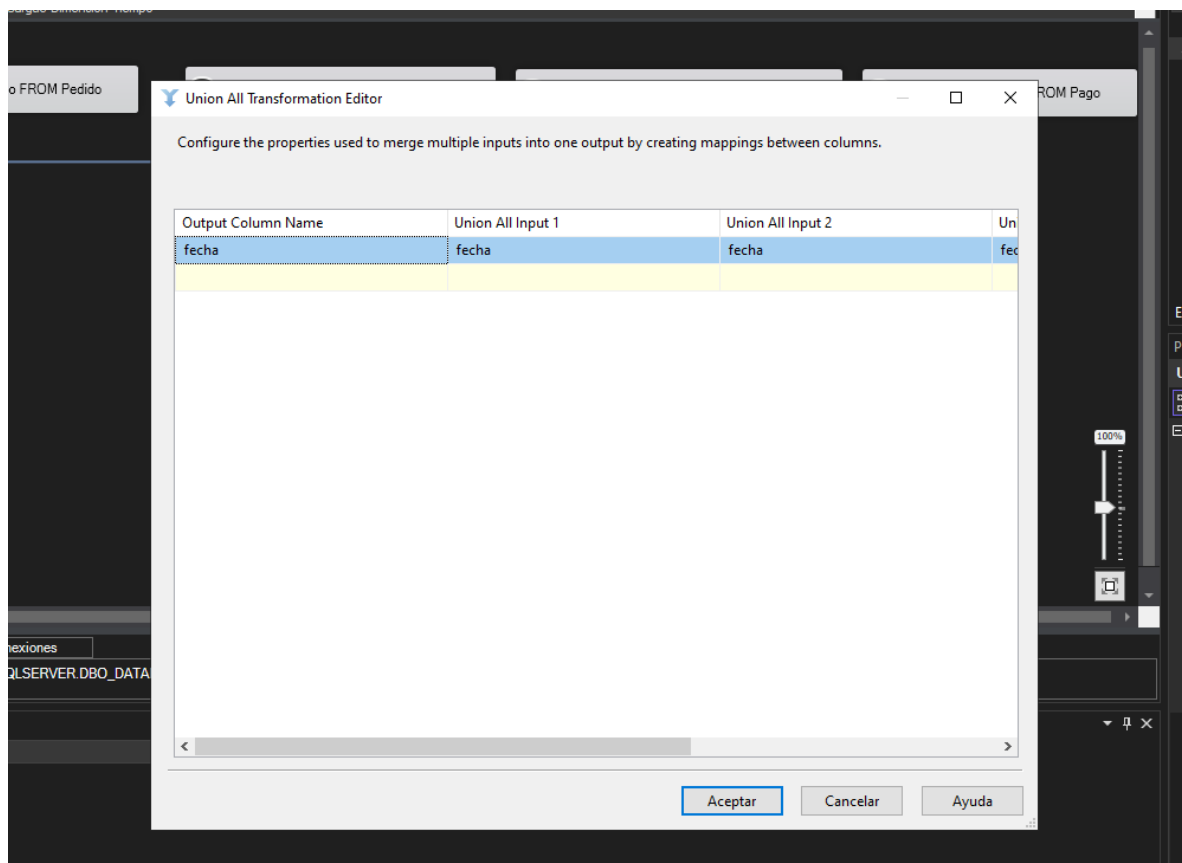 o FROM Pedido
ROM Pago
Union All Transformation Editor
Configure the properties used to merge multiple inputs into one output by creating mappings between columns.
Output Column Name
Union All Input 1
Union All Input 2
Un
fecha
fecha
fecha
fec
100%
nexiones
QLSERVER.DBO_DATA
Aceptar
Cancelar
Ayuda